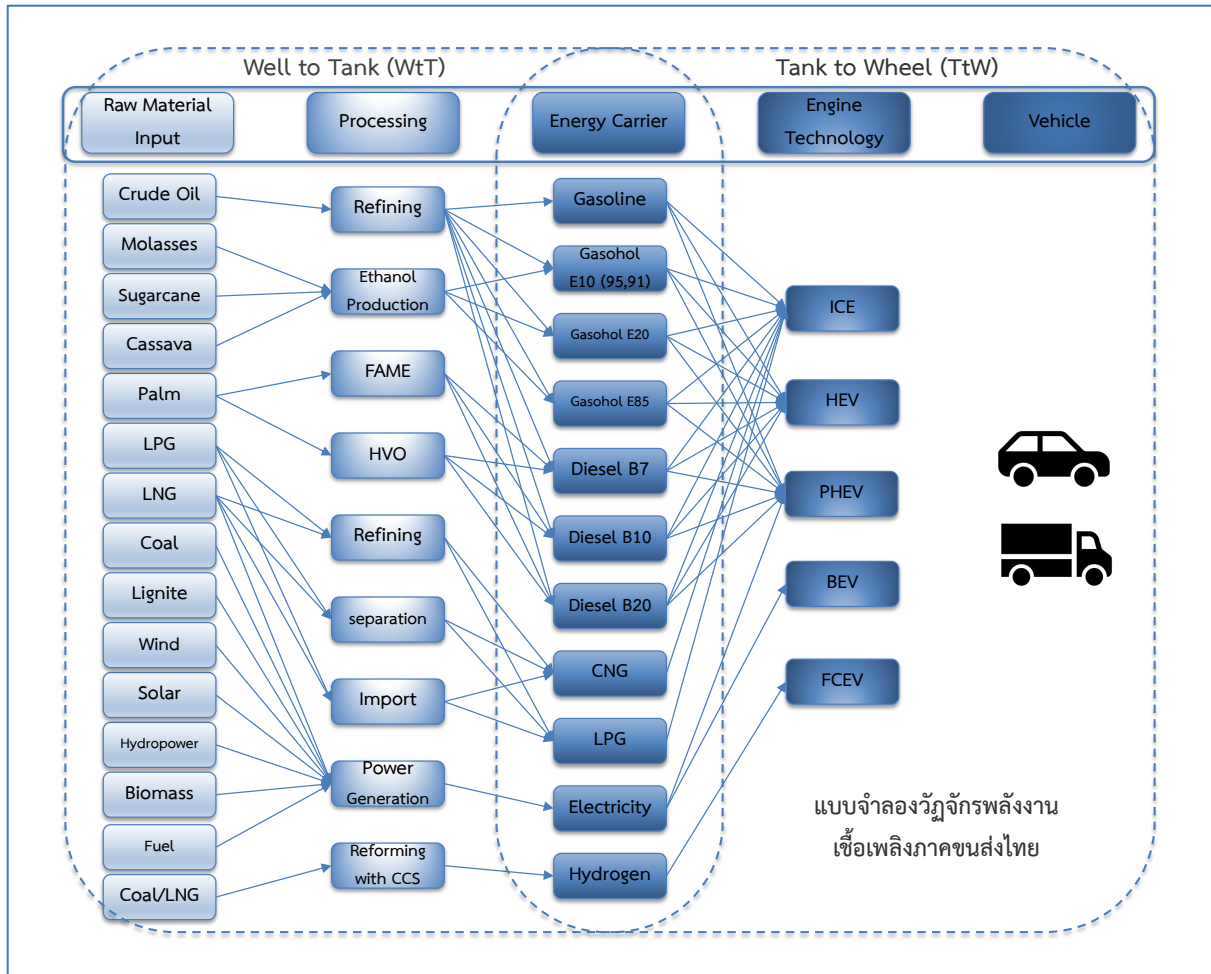 Well to Tank (WtT)
Tank to Wheel (TtW)
Raw Material
Input
Processing
Energy Carrier
Engine
Technology
Vehicle
Crude Oil
Molasses
Sugarcane
Cassava
Palm
LPG
LNG
Coal
Lignite
Wind
Solar
Hydropower
Biomass
Fuel
Coal/LNG
Refining
Ethanol
Production
FAME
HVO
Refining
separation
Import
Power
Generation
Reforming
with CCS
Gasoline
Gasohol
E10 (95,91)
Gasohol E20
Gasohol E85
Diesel B7
Diesel B10
Diesel B20
CNG
LPG
Electricity
Hydrogen
ICE
HEV
PHEV
BEV
FCEV
แบบจำลองวัฏจักรพลังงาน
เชื้อเพลิงภาคขนส่งไทย